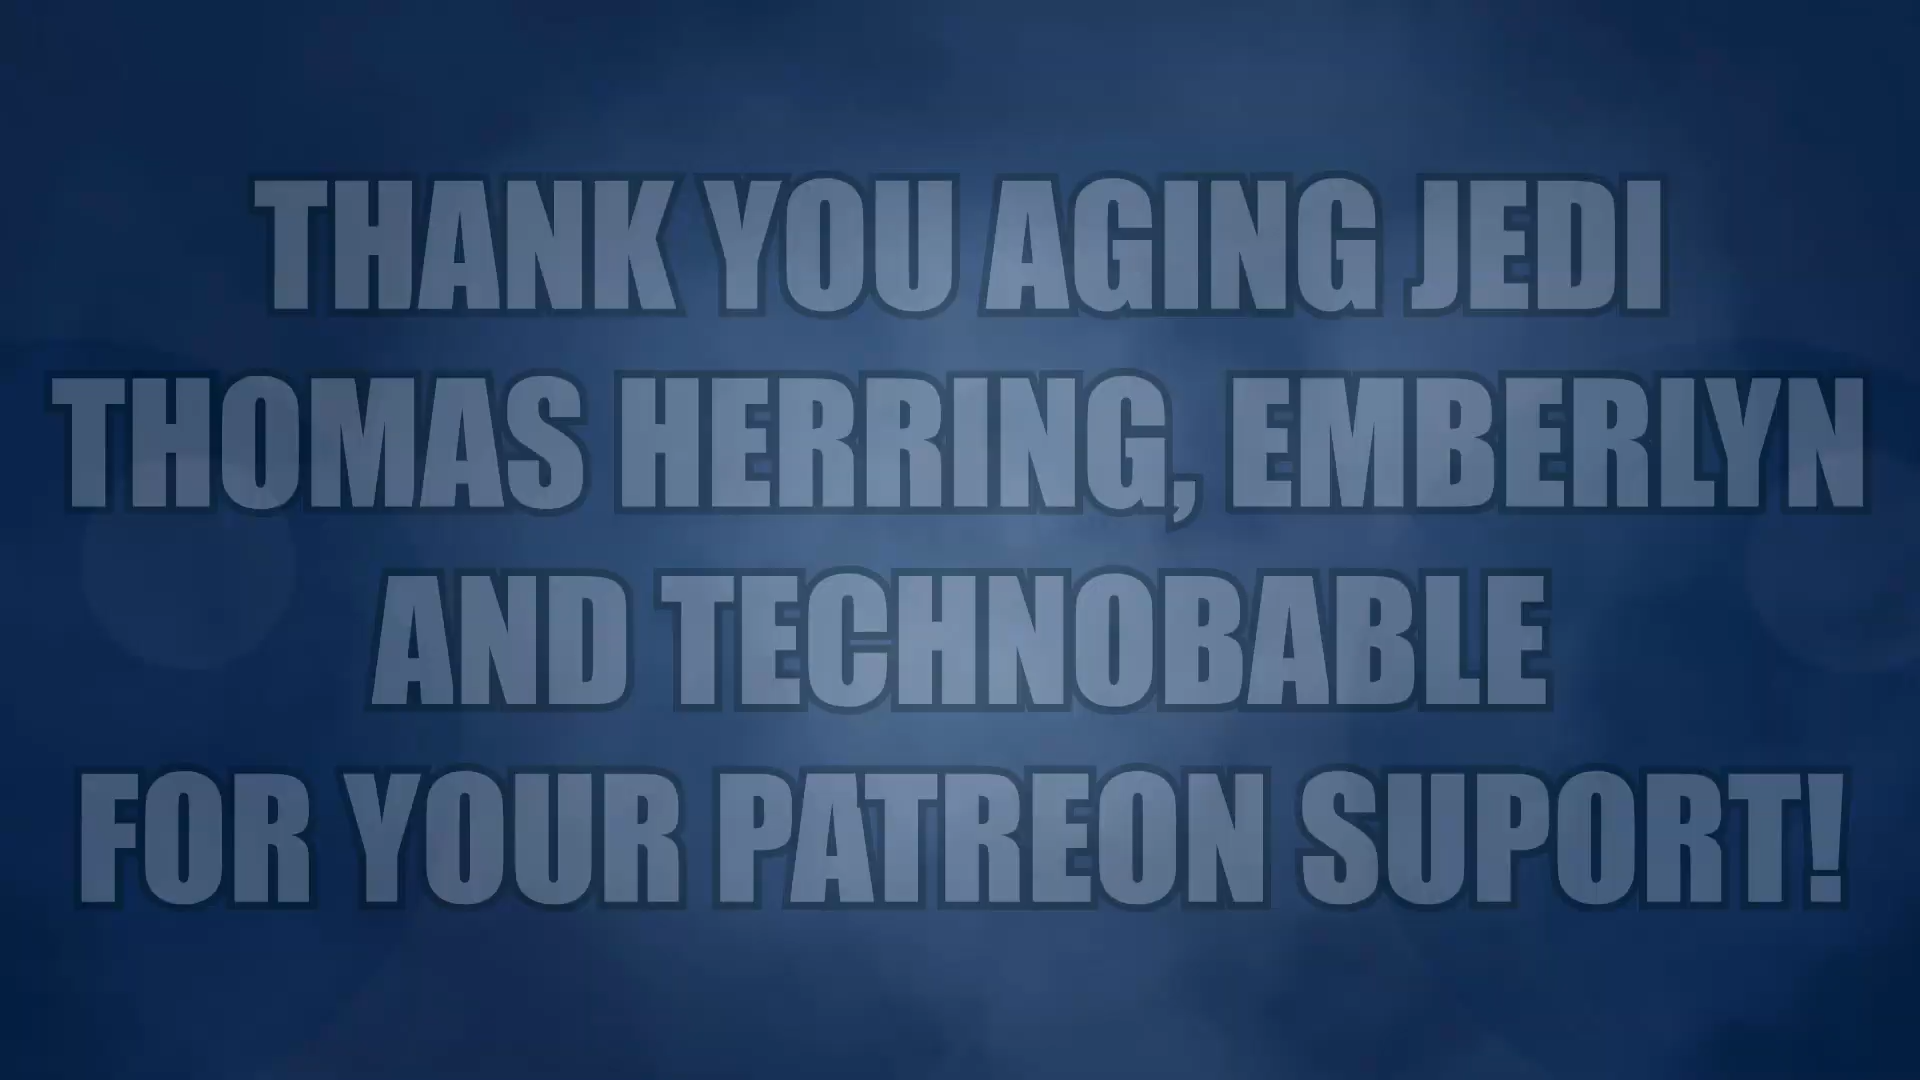 THANK YOU AGING JEDI
THOMAS HERRING, EMBERLYN
AND TECHNOBABLE
FOR YOUR PATREON SUPORT!